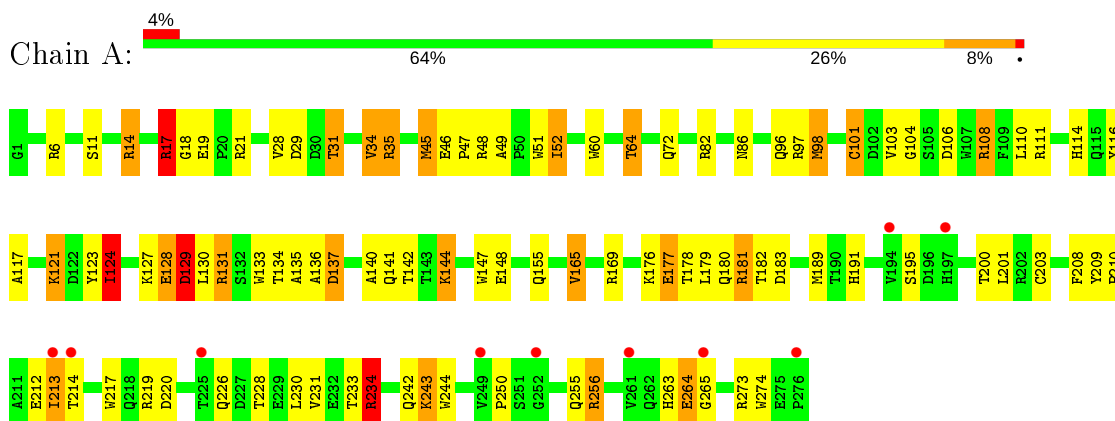 4%
Chain A:
64% 26% 8% •
G1 R6 S11 R14 R17 G18 E19 P20 R21 V28 D29 D30 T31 V34 R35 M45 E46 P47 R48 A49 P50 W51 I52 W60 T64 Q72 R82 N86 Q96 R97 M98 C101 D102 V103 G104 S105 D106 W107 R108 F109 L110 R111 H114 Q115 Y116
A117 K121 D122 Y123 I124 K127 E128 D129 L130 R131 S132 W133 T134 A135 A136 D137 A140 Q141 T142 T143 K144 W147 E148 Q155 V165 R169 K176 E177 T178 L179 Q180 R181 T182 D183 M189 T190 H191 V194 S195 D196 H197 T200 L201 R202 C203 F208 Y209 P210
A211 E212 I213 T214 W217 Q218 R219 D220 T225 Q226 D227 T228 E229 L230 V231 E232 T233 R234 Q242 K243 W244 V249 P250 S251 G252 Q255 R256 V261 Q262 H263 E264 G265 R273 W274 E275 P276